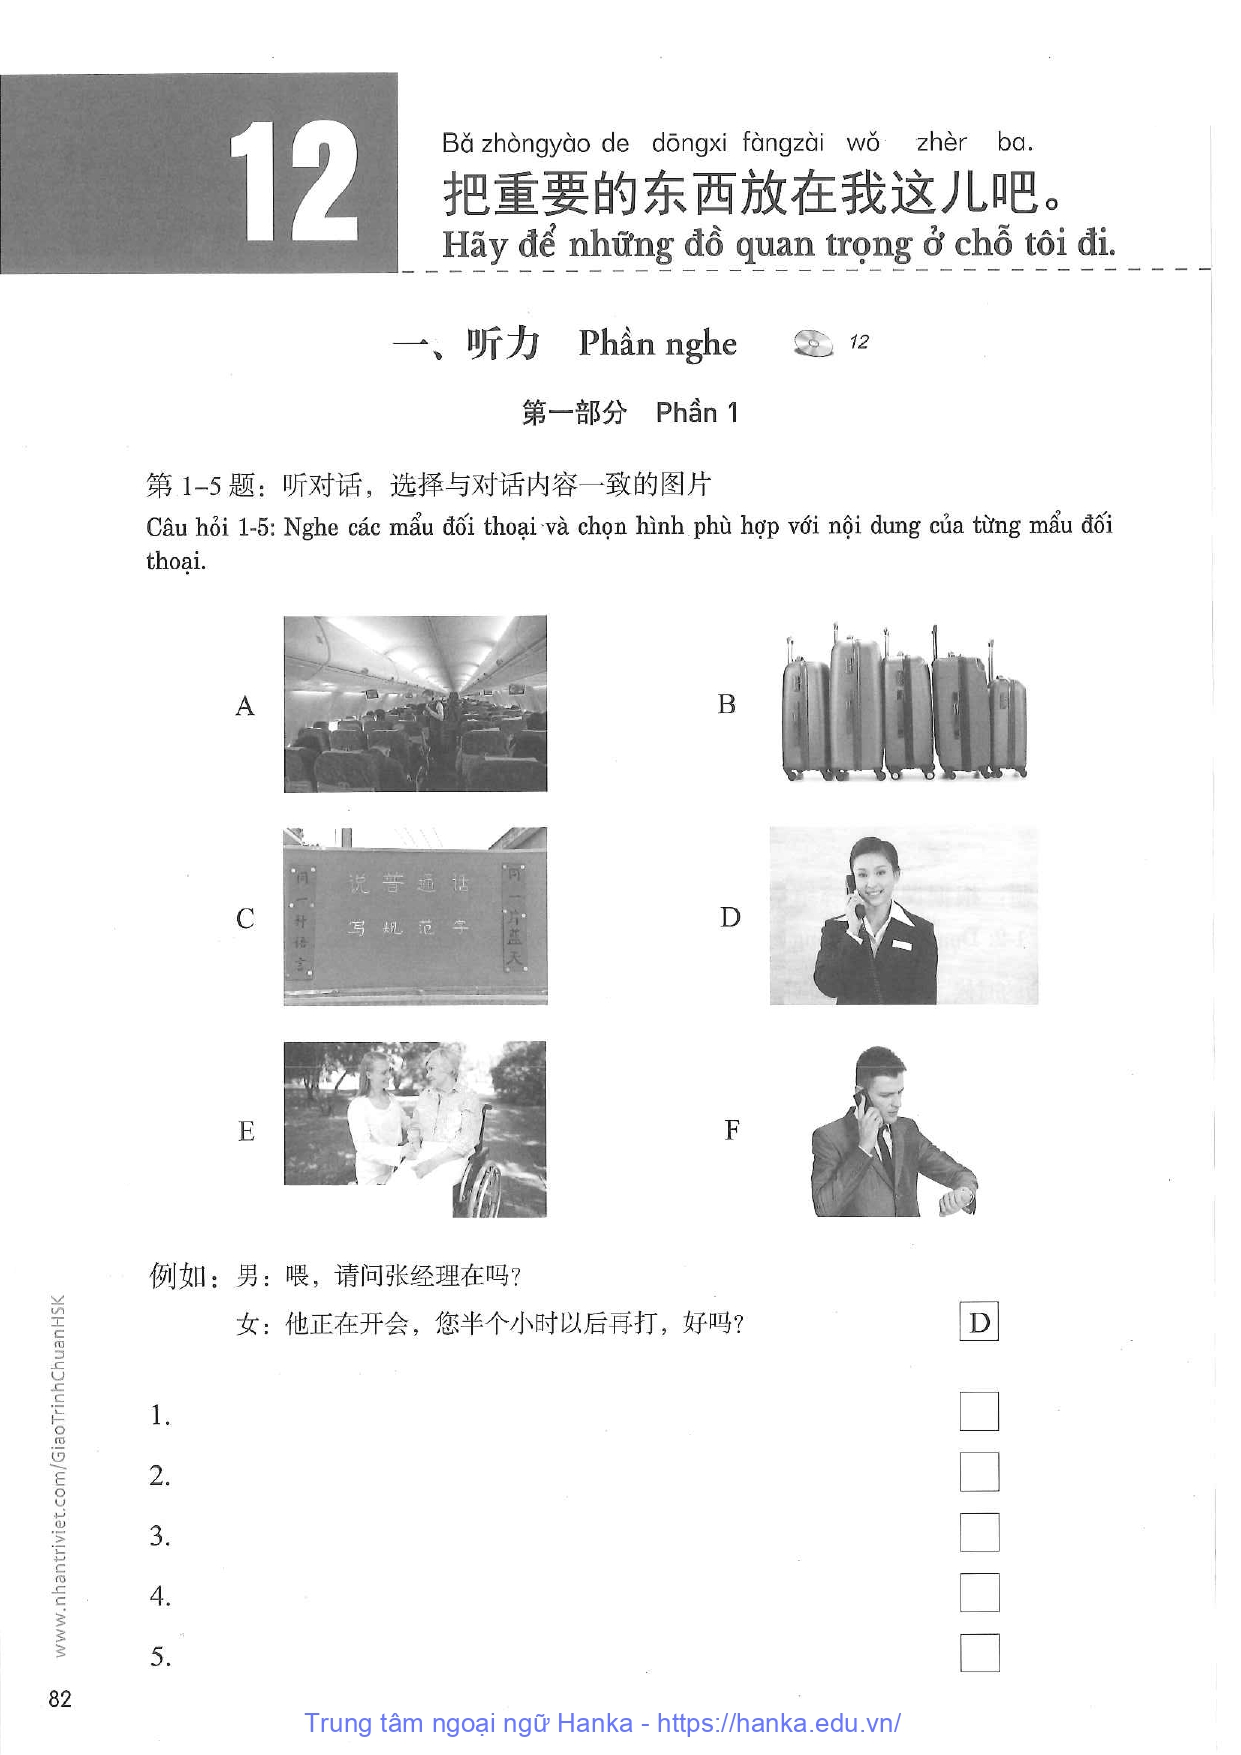 12
Bǎ zhòngyào de dōngxi fàngzài wǒ zhèr ba.
把重要的东西放在我这儿吧。
Hãy để những đồ quan trọng ở chỗ tôi đi.
一、听力 Phần nghe 12
第一部分 Phần 1
第 1–5 题：听对话，选择与对话内容一致的图片
Câu hỏi 1-5: Nghe các mẩu đối thoại và chọn hình phù hợp với nội dung của từng mẩu đối
thoại.
A
B
C
说普通话
写规范字
同一种语言
同一片蓝天
D
E
F
例如：男：喂，请问张经理在吗?
女：他正在开会，您半个小时以后再打，好吗? D
1.
2.
3.
4.
5.
www.nhantriviet.com/GiaoTrinhChuanHSK
82
Trung tâm ngoại ngữ Hanka - https://hanka.edu.vn/